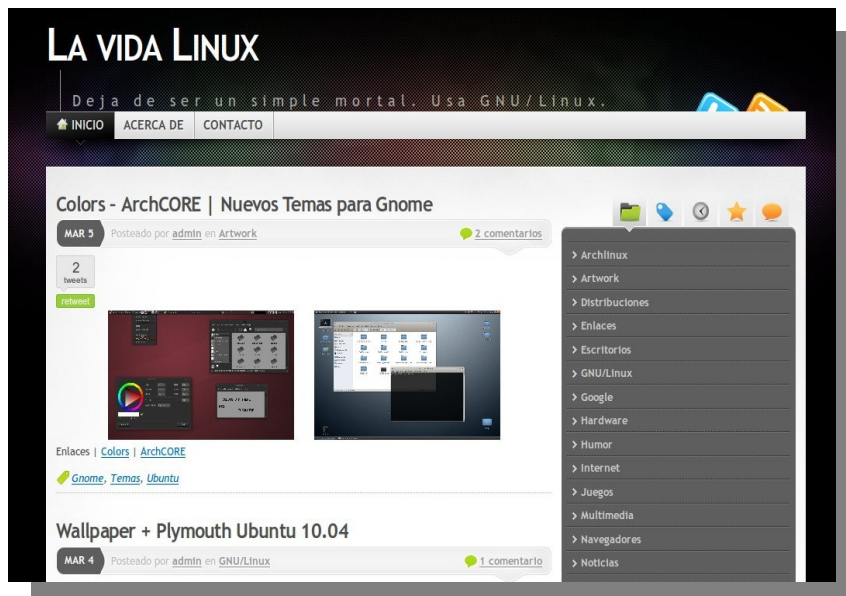 La vida Linux
Deja de ser un simple mortal. Usa GNU/Linux.
INICIO ACERCA DE CONTACTO
Colors - ArchCORE | Nuevos Temas para Gnome
MAR 5 Posteado por admin en Artwork 2 comentarios
2
tweets
retweet
Enlaces | Colors | ArchCORE
Gnome, Temas, Ubuntu
Wallpaper + Plymouth Ubuntu 10.04
MAR 4 Posteado por admin en GNU/Linux 1 comentario
Archlinux
Artwork
Distribuciones
Enlaces
Escritorios
GNU/Linux
Google
Hardware
Humor
Internet
Juegos
Multimedia
Navegadores
Noticias